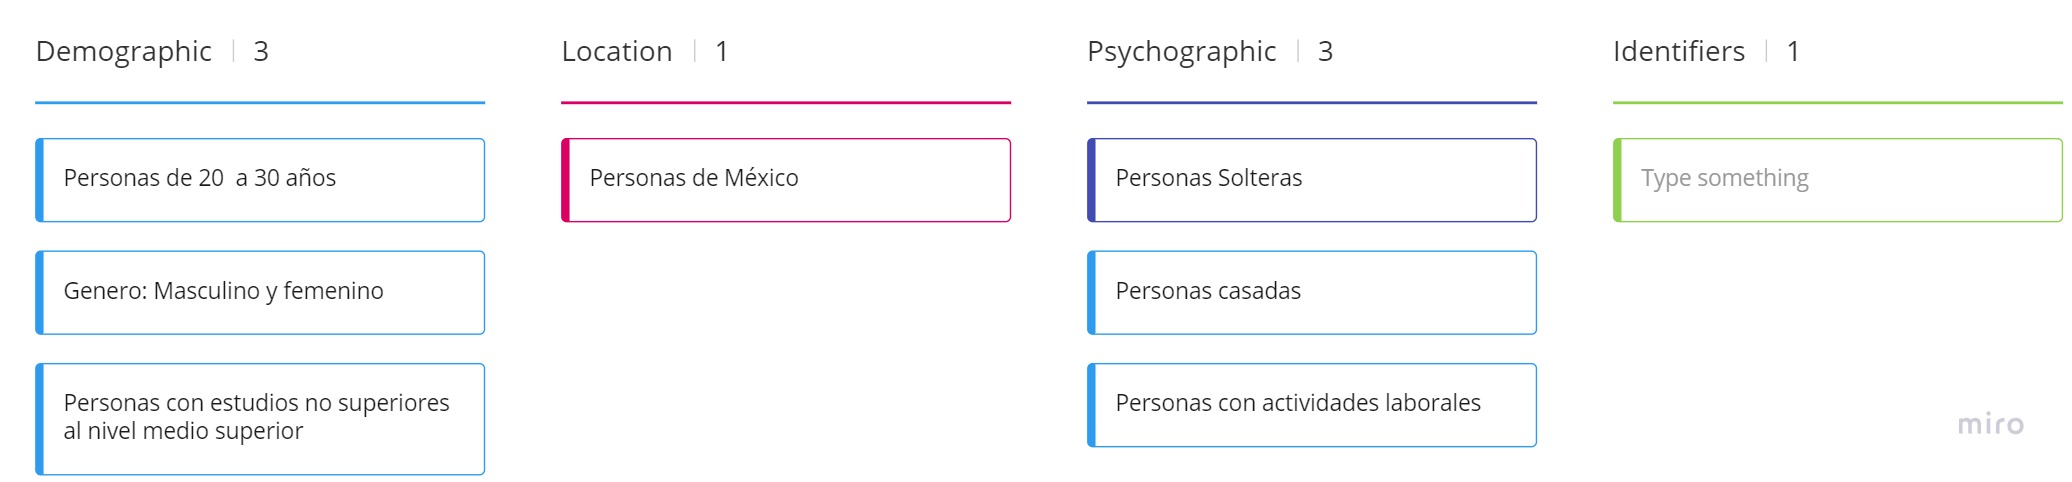 Demographic | 3
Personas de 20  a 30 años
Genero: Masculino y femenino
Personas con estudios no superiores
al nivel medio superior
Location | 1
Personas de México
Psychographic | 3
Personas Solteras
Personas casadas
Personas con actividades laborales
Identifiers | 1
Type something
miro